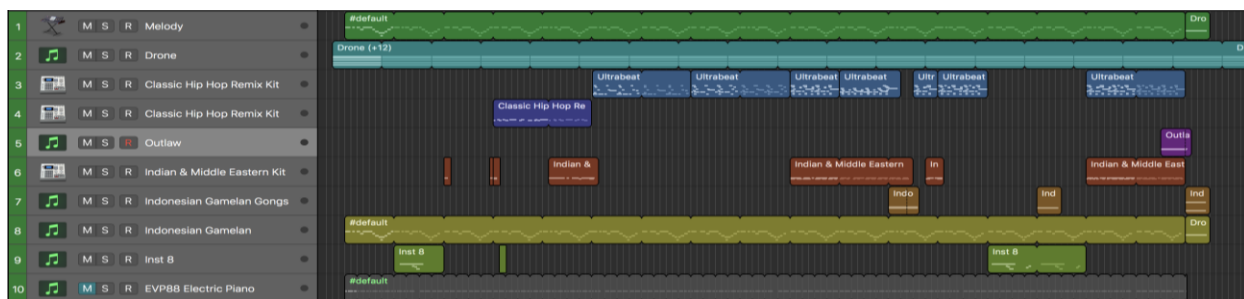 1 M S R Melody #default Dro
2 M S R Drone Drone (+12) D
3 M S R Classic Hip Hop Remix Kit Ultrabeat Ultrabeat Ultrabeat Ultrabeat Ultr Ultrabeat Ultrabeat
4 M S R Classic Hip Hop Remix Kit Classic Hip Hop Re
5 M S R Outlaw Outla
6 M S R Indian & Middle Eastern Kit Indian & Indian & Middle Eastern In Indian & Middle East
7 M S R Indonesian Gamelan Gongs Indo Ind Ind
8 M S R Indonesian Gamelan #default Dro
9 M S R Inst 8 Inst 8 Inst 8
10 M S R EVP88 Electric Piano #default